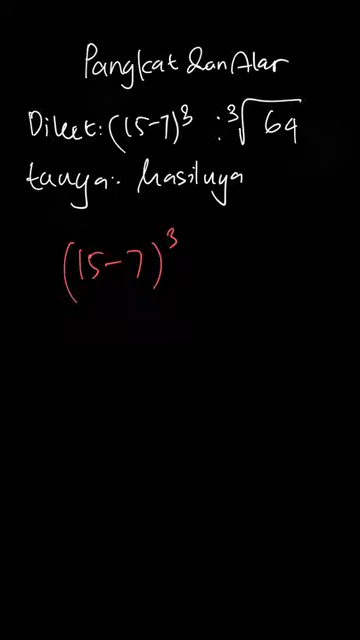 Pangkat dan Akar
Diket: (15-7)³ : ³√64
tanya: hasilnya
(15-7)³